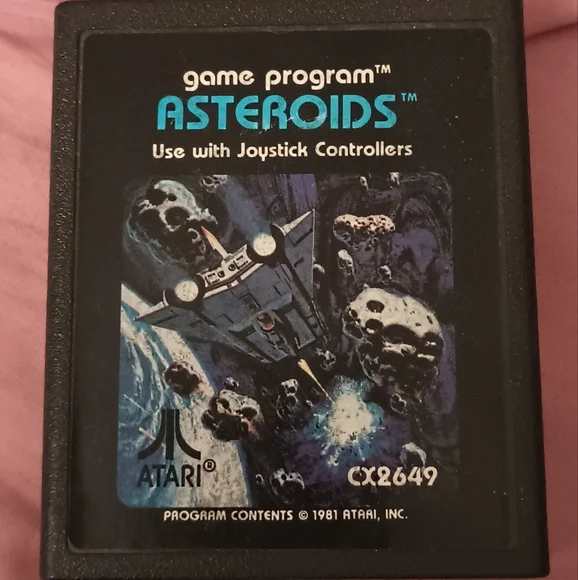 game program™
ASTEROIDS™
Use with Joystick Controllers
ATARI®
CX2649
PROGRAM CONTENTS © 1981 ATARI, INC.